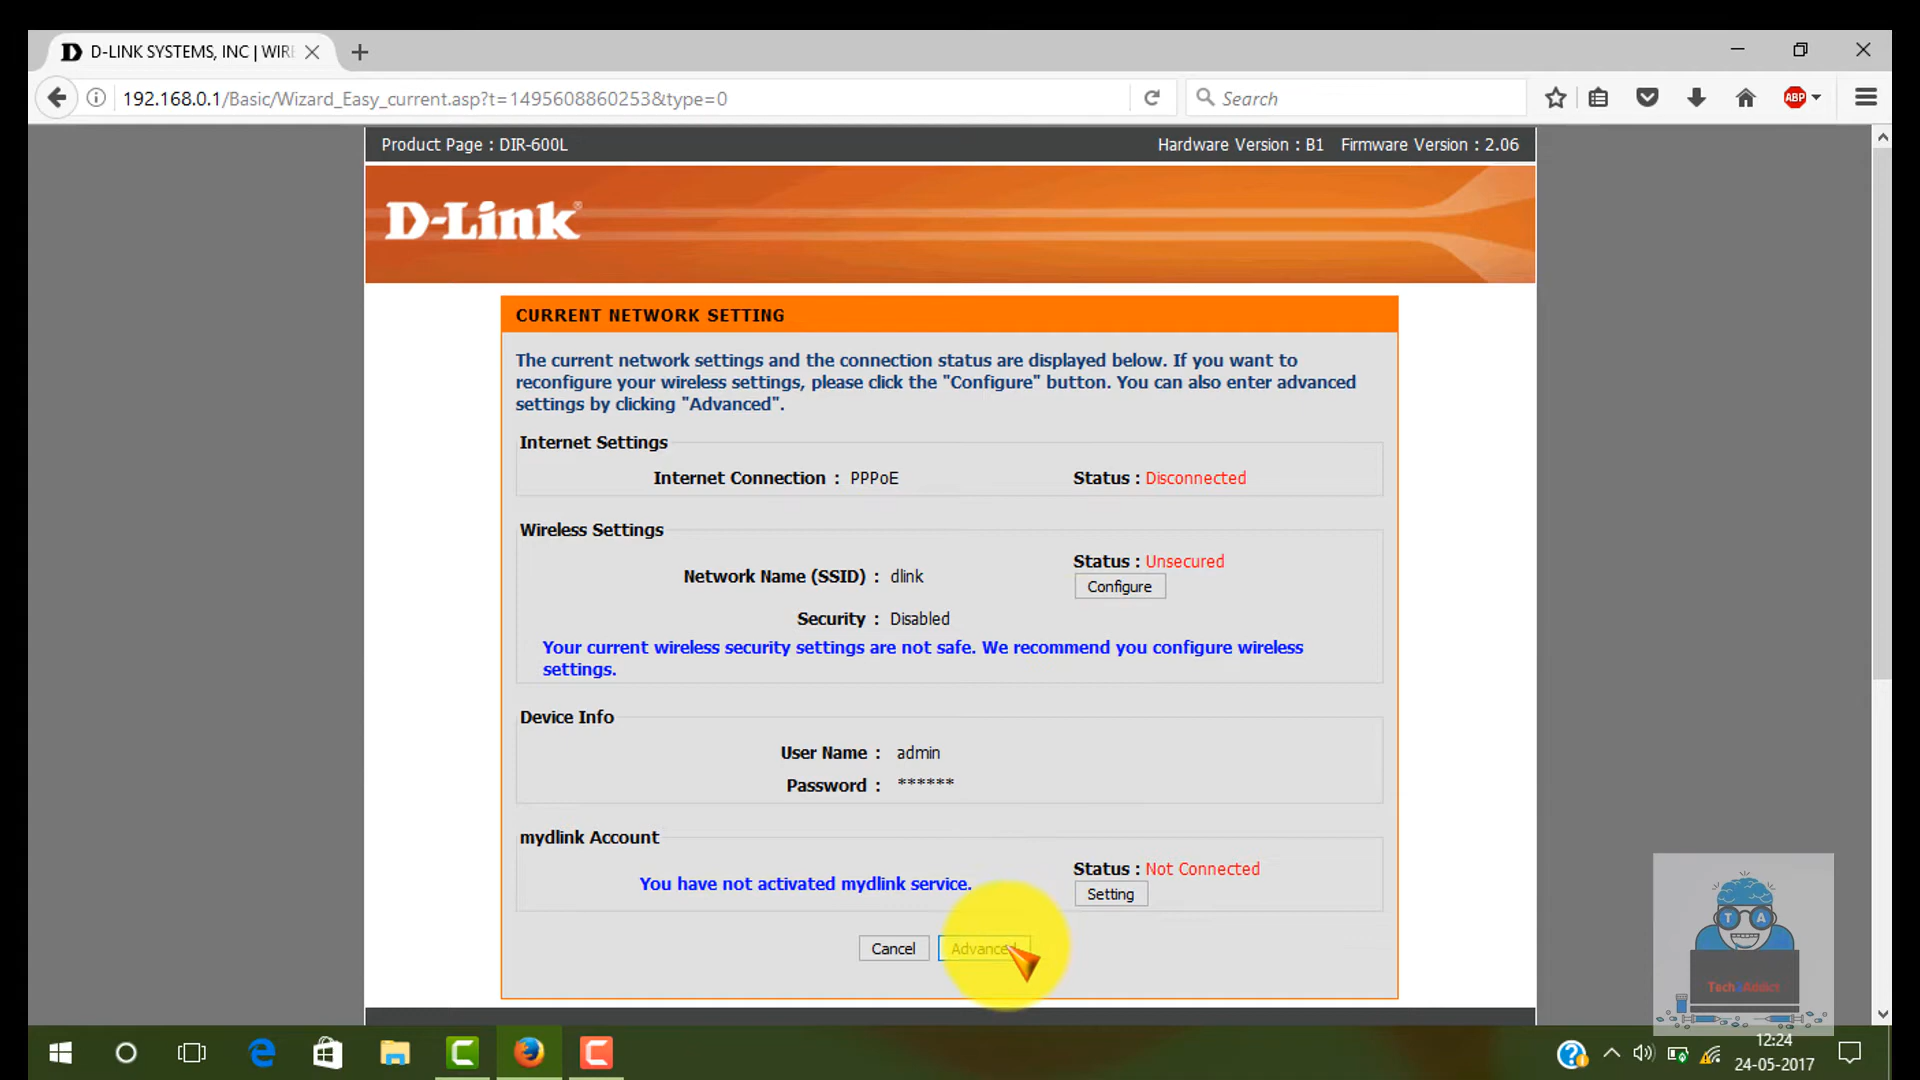 D-LINK SYSTEMS, INC | WIRE
192.168.0.1/Basic/Wizard_Easy_current.asp?t=1495608860253&type=0
Search
ABP
Product Page : DIR-600L
Hardware Version : B1 Firmware Version : 2.06
D-Link®
CURRENT NETWORK SETTING
The current network settings and the connection status are displayed below. If you want to
reconfigure your wireless settings, please click the "Configure" button. You can also enter advanced
settings by clicking "Advanced".
Internet Settings
Internet Connection : PPPoE
Status : Disconnected
Wireless Settings
Status : Unsecured
Network Name (SSID) : dlink
Configure
Security : Disabled
Your current wireless security settings are not safe. We recommend you configure wireless
settings.
Device Info
User Name : admin
Password : ******
mydlink Account
Status : Not Connected
You have not activated mydlink service.
Setting
Cancel
Advanced
T A
Tech2Addict
12:24
24-05-2017